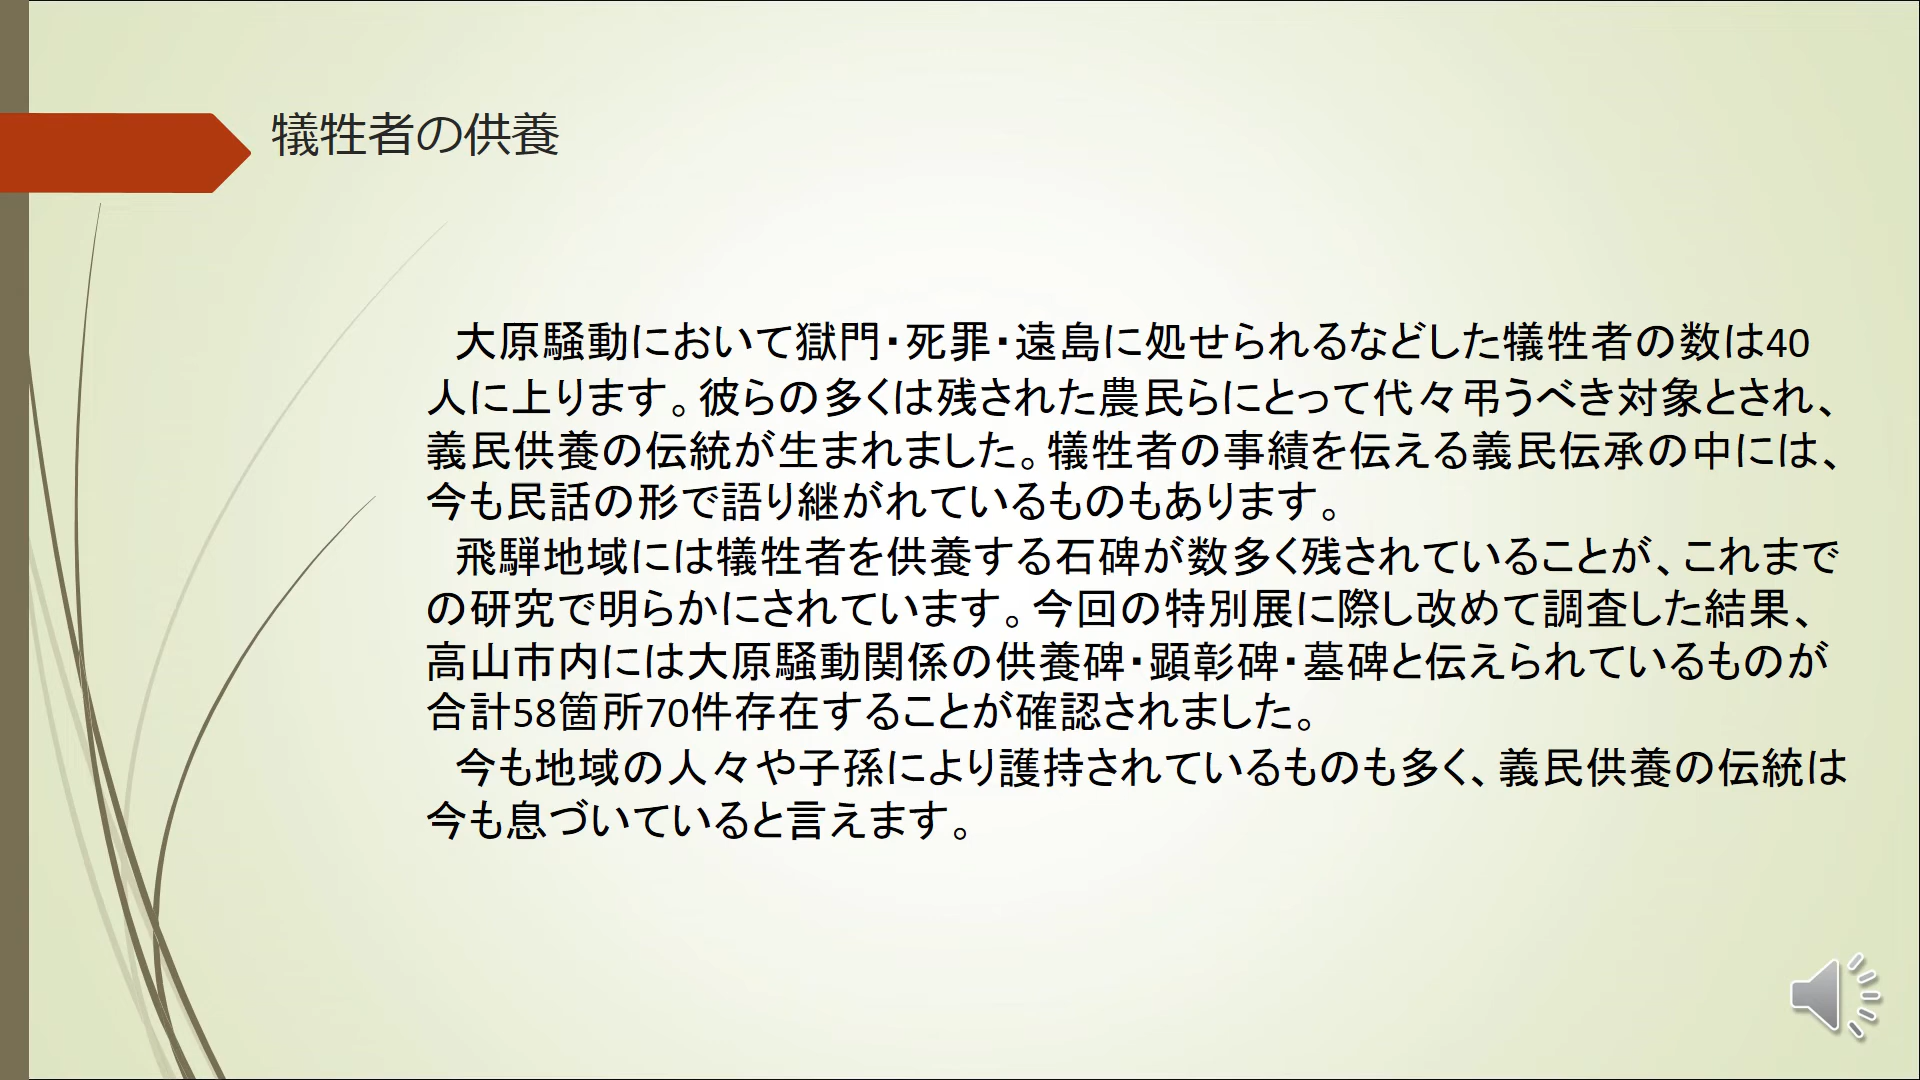 犠牲者の供養
大原騒動において獄門・死罪・遠島に処せられるなどした犠牲者の数は40
人に上ります。彼らの多くは残された農民らにとって代々弔うべき対象とされ、
義民供養の伝統が生まれました。犠牲者の事績を伝える義民伝承の中には、
今も民話の形で語り継がれているものもあります。
飛騨地域には犠牲者を供養する石碑が数多く残されていることが、これまで
の研究で明らかにされています。今回の特別展に際し改めて調査した結果、
高山市内には大原騒動関係の供養碑・顕彰碑・墓碑と伝えられているものが
合計58箇所70件存在することが確認されました。
今も地域の人々や子孫により護持されているものも多く、義民供養の伝統は
今も息づいていると言えます。